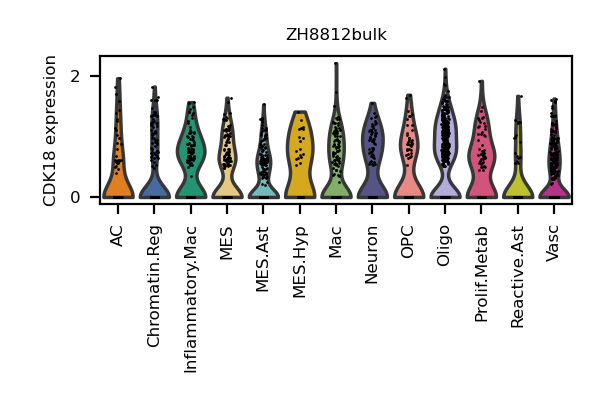 ZH8812bulk
CDK18 expression
2
0
AC
Chromatin.Reg
Inflammatory.Mac
MES
MES.Ast
MES.Hyp
Mac
Neuron
OPC
Oligo
Prolif.Metab
Reactive.Ast
Vasc